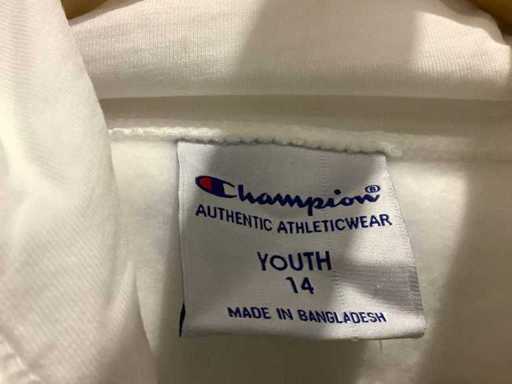 Champion®
AUTHENTIC ATHLETICWEAR
YOUTH
14
MADE IN BANGLADESH